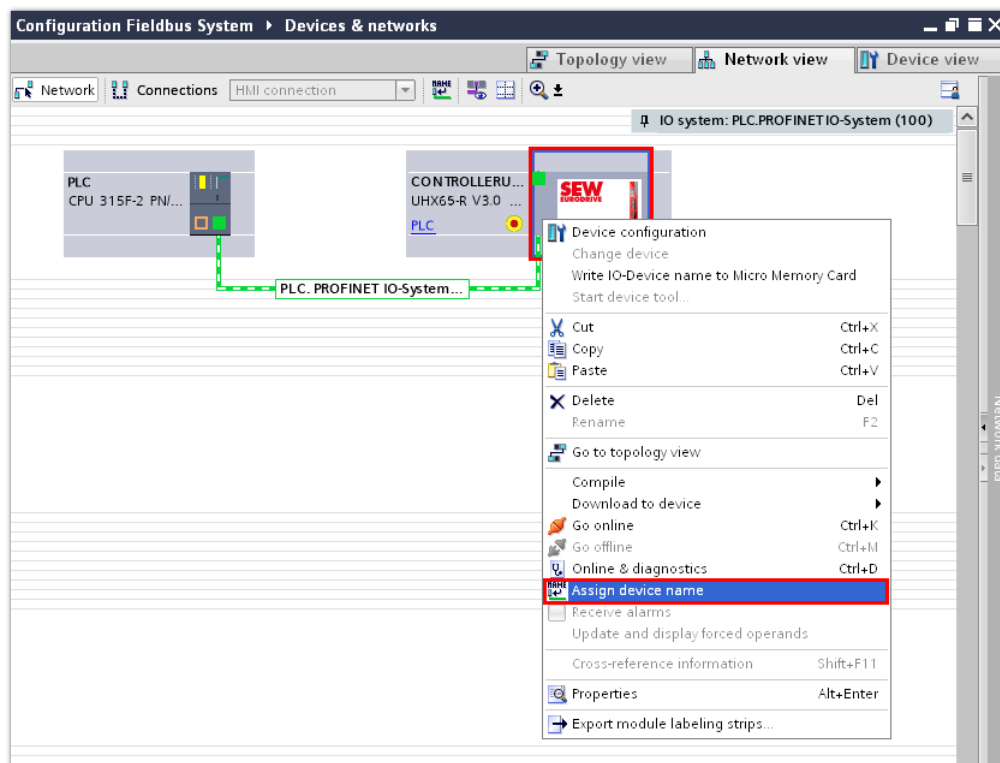 Configuration Fieldbus System ▸ Devices & networks
Topology view
Network view
Device view
Network
Connections
HMI connection
NAME
IO system: PLC.PROFINET IO-System (100)
PLC
CPU 315F-2 PN/...
CONTROLLERU...
UHX65-R V3.0 ...
PLC
SEW
EURODRIVE
PLC. PROFINET IO-System...
Device configuration
Change device
Write IO-Device name to Micro Memory Card
Start device tool...
Cut Ctrl+X
Copy Ctrl+C
Paste Ctrl+V
Delete Del
Rename F2
Go to topology view
Compile
Download to device
Go online Ctrl+K
Go offline Ctrl+M
Online & diagnostics Ctrl+D
NAME Assign device name
Receive alarms
Update and display forced operands
Cross-reference information Shift+F11
Properties Alt+Enter
Export module labeling strips...
Network data